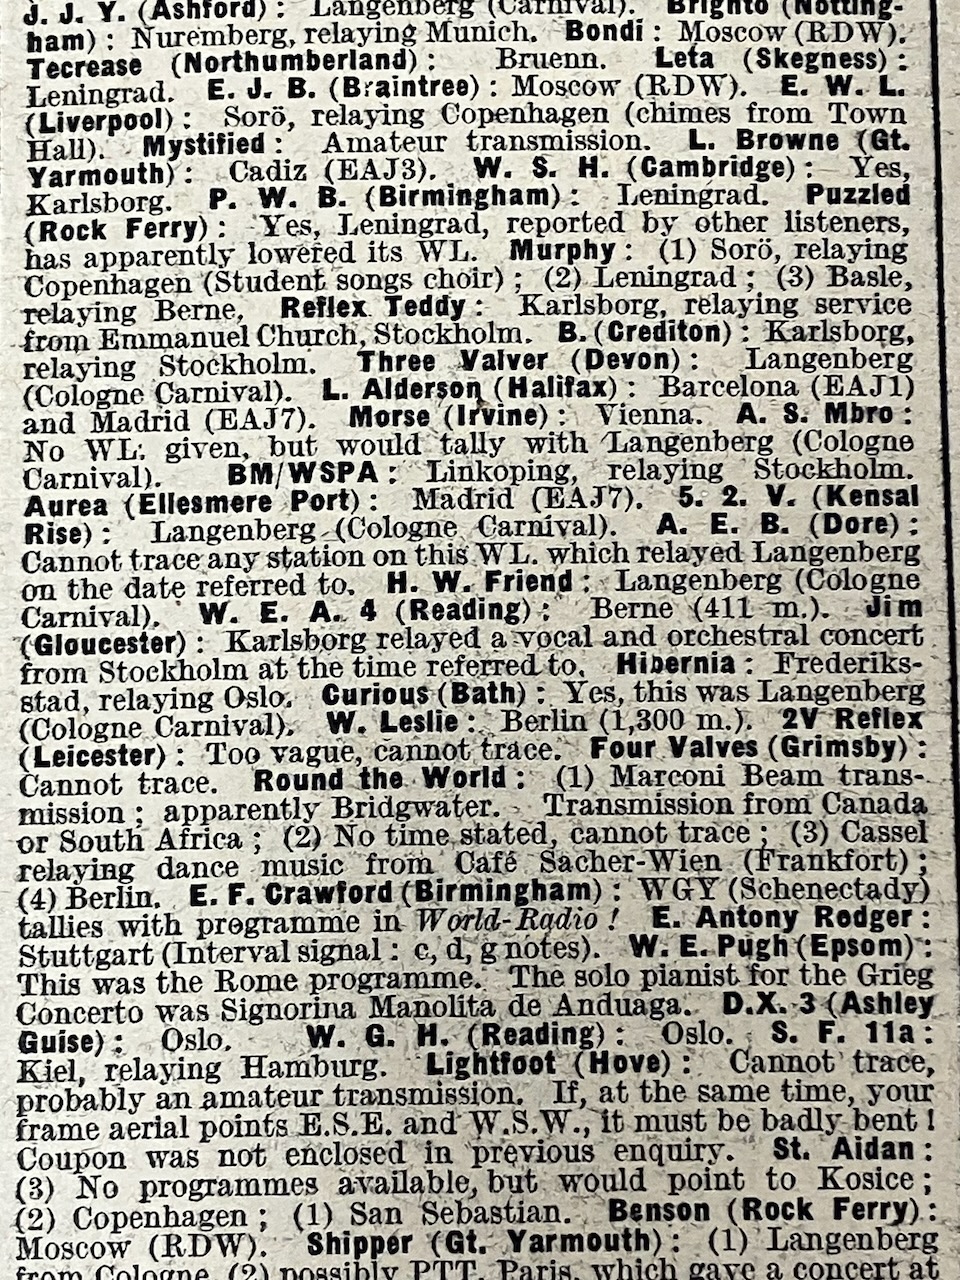 J. J. Y. (Ashford) : Langenberg (Carnival). Brighto (Notting-
ham) : Nuremberg, relaying Munich. Bondi : Moscow (RDW).
Tecrease (Northumberland) : Bruenn. Leta (Skegness) :
Leningrad. E. J. B. (Braintree) : Moscow (RDW). E. W. L.
(Liverpool) : Sorö, relaying Copenhagen (chimes from Town
Hall). Mystified : Amateur transmission. L. Browne (Gt.
Yarmouth) : Cadiz (EAJ3). W. S. H. (Cambridge) : Yes,
Karlsborg. P. W. B. (Birmingham) : Leningrad. Puzzled
(Rock Ferry) : Yes, Leningrad, reported by other listeners,
has apparently lowered its WL. Murphy : (1) Sorö, relaying
Copenhagen (Student songs choir) ; (2) Leningrad ; (3) Basle,
relaying Berne. Reflex Teddy : Karlsborg, relaying service
from Emmanuel Church, Stockholm. B. (Crediton) : Karlsborg,
relaying Stockholm. Three Valver (Devon) : Langenberg
(Cologne Carnival). L. Alderson (Halifax) : Barcelona (EAJ1)
and Madrid (EAJ7). Morse (Irvine) : Vienna. A. S. Mbro :
No WL. given, but would tally with Langenberg (Cologne
Carnival). BM/WSPA : Linkoping, relaying Stockholm.
Aurea (Ellesmere Port) : Madrid (EAJ7). 5. 2. V. (Kensal
Rise) : Langenberg (Cologne Carnival). A. E. B. (Dore) :
Cannot trace any station on this WL. which relayed Langenberg
on the date referred to. H. W. Friend : Langenberg (Cologne
Carnival). W. E. A. 4 (Reading) : Berne (411 m.). Jim
(Gloucester) : Karlsborg relayed a vocal and orchestral concert
from Stockholm at the time referred to. Hibernia : Frederiks-
stad, relaying Oslo. Curious (Bath) : Yes, this was Langenberg
(Cologne Carnival). W. Leslie : Berlin (1,300 m.). 2V Reflex
(Leicester) : Too vague, cannot trace. Four Valves (Grimsby) :
Cannot trace. Round the World : (1) Marconi Beam trans-
mission ; apparently Bridgwater. Transmission from Canada
or South Africa ; (2) No time stated, cannot trace ; (3) Cassel
relaying dance music from Café Sacher-Wien (Frankfort) ;
(4) Berlin. E. F. Crawford (Birmingham) : WGY (Schenectady)
tallies with programme in World-Radio ! E. Antony Redger :
Stuttgart (Interval signal : c, d, g notes). W. E. Pugh (Epsom) :
This was the Rome programme. The solo pianist for the Grieg
Concerto was Signorina Manolita de Anduaga. D.X. 3 (Ashley
Guise) : Oslo. W. G. H. (Reading) : Oslo. S. F. 11a :
Kiel, relaying Hamburg. Lightfoot (Hove) : Cannot trace,
probably an amateur transmission. If, at the same time, your
frame aerial points E.S.E. and W.S.W., it must be badly bent !
Coupon was not enclosed in previous enquiry. St. Aidan :
(3) No programmes available, but would point to Kosice ;
(2) Copenhagen ; (1) San Sebastian. Benson (Rock Ferry) :
Moscow (RDW). Shipper (Gt. Yarmouth) : (1) Langenberg
from Cologne, (2) possibly PTT, Paris, which gave a concert at